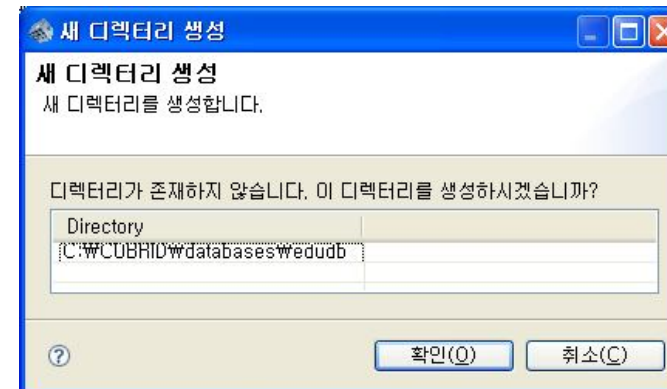 새 디렉터리 생성
새 디렉터리 생성
새 디렉터리를 생성합니다.
디렉터리가 존재하지 않습니다. 이 디렉터리를 생성하시겠습니까?
Directory
C:₩CUBRID₩databases₩edudb
확인(O) 취소(C)